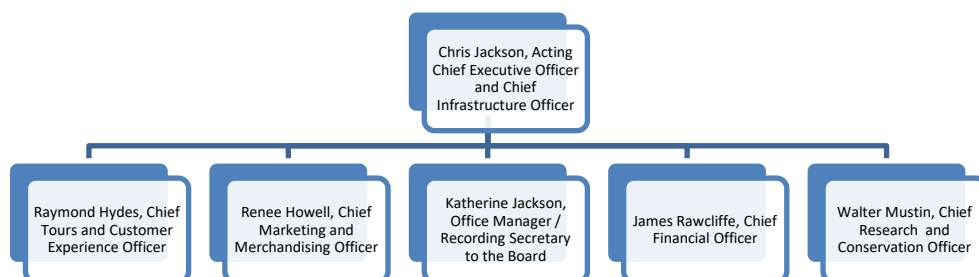 Chris Jackson, Acting
Chief Executive Officer
and Chief
Infrastructure Officer
Raymond Hydes, Chief
Tours and Customer
Experience Officer
Renee Howell, Chief
Marketing and
Merchandising Officer
Katherine Jackson,
Office Manager /
Recording Secretary
to the Board
James Rawcliffe, Chief
Financial Officer
Walter Mustin, Chief
Research and
Conservation Officer